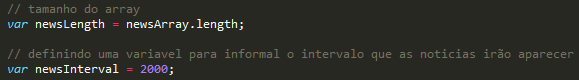 // tamanho do array
var newsLength = newsArray.length;
// definindo uma variavel para informal o intervalo que as noticias irão aparecer
var newsInterval = 2000;